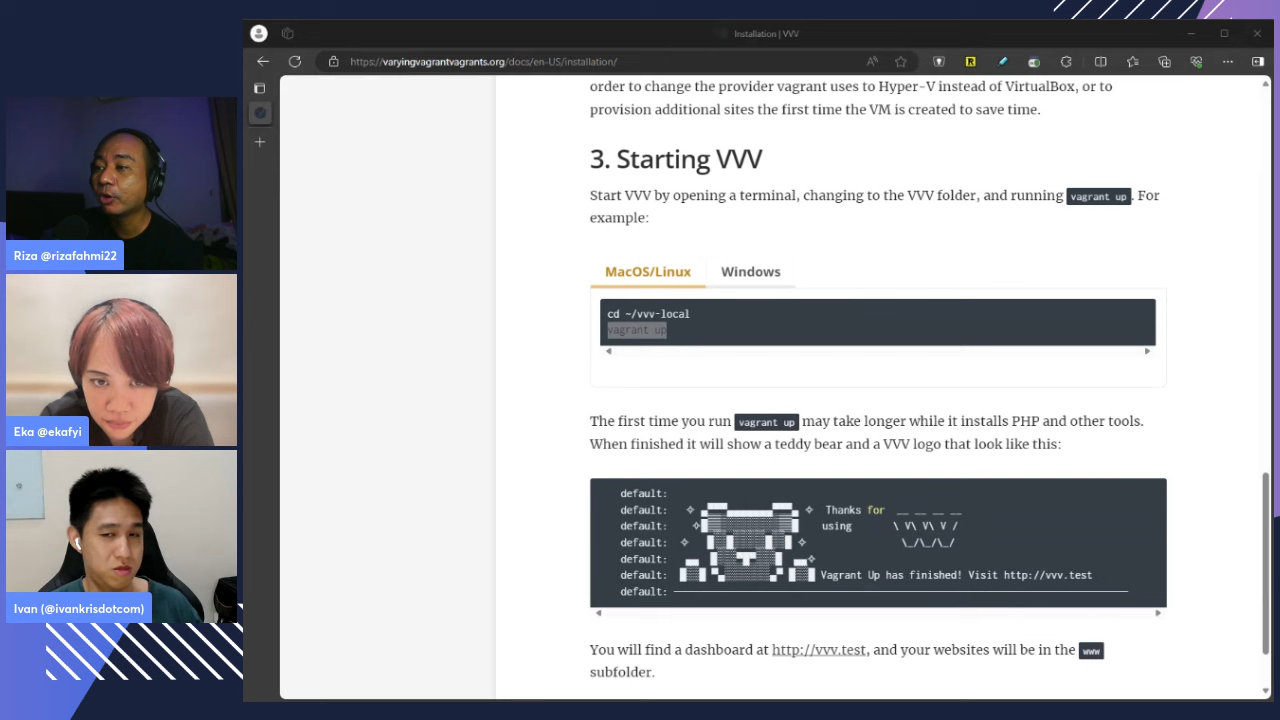 Installation | VVV
https://varyingvagrantvagrants.org/docs/en-US/installation/
order to change the provider vagrant uses to Hyper-V instead of VirtualBox, or to
provision additional sites the first time the VM is created to save time.
3. Starting VVV
Start VVV by opening a terminal, changing to the VVV folder, and running vagrant up. For
example:
MacOS/Linux Windows
cd ~/vvv-local
vagrant up
The first time you run vagrant up may take longer while it installs PHP and other tools.
When finished it will show a teddy bear and a VVV logo that look like this:
default:
default: Thanks for __ __ __ __
default: using \ V\ V\ V /
default: \_/\_/\_/
default:
default: Vagrant Up has finished! Visit http://vvv.test
default:
You will find a dashboard at http://vvv.test, and your websites will be in the www
subfolder.
Riza @rizafahmi22
Eka @ekafyi
Ivan (@ivankrisdotcom)